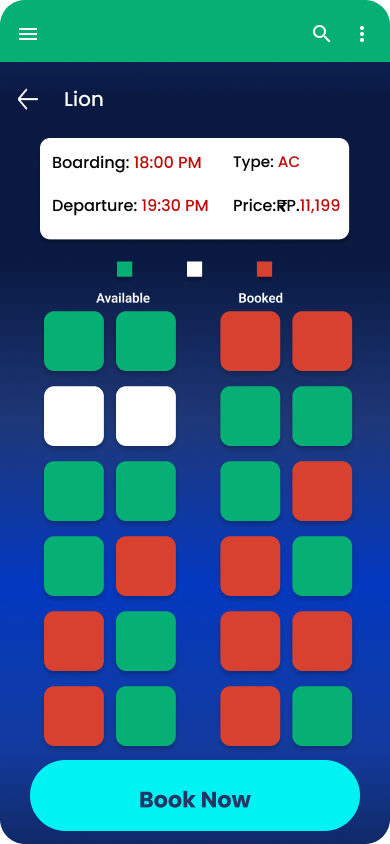 Lion
Boarding: 18:00 PM Type: AC
Departure: 19:30 PM Price:₹P.11,199
Available Booked
Book Now